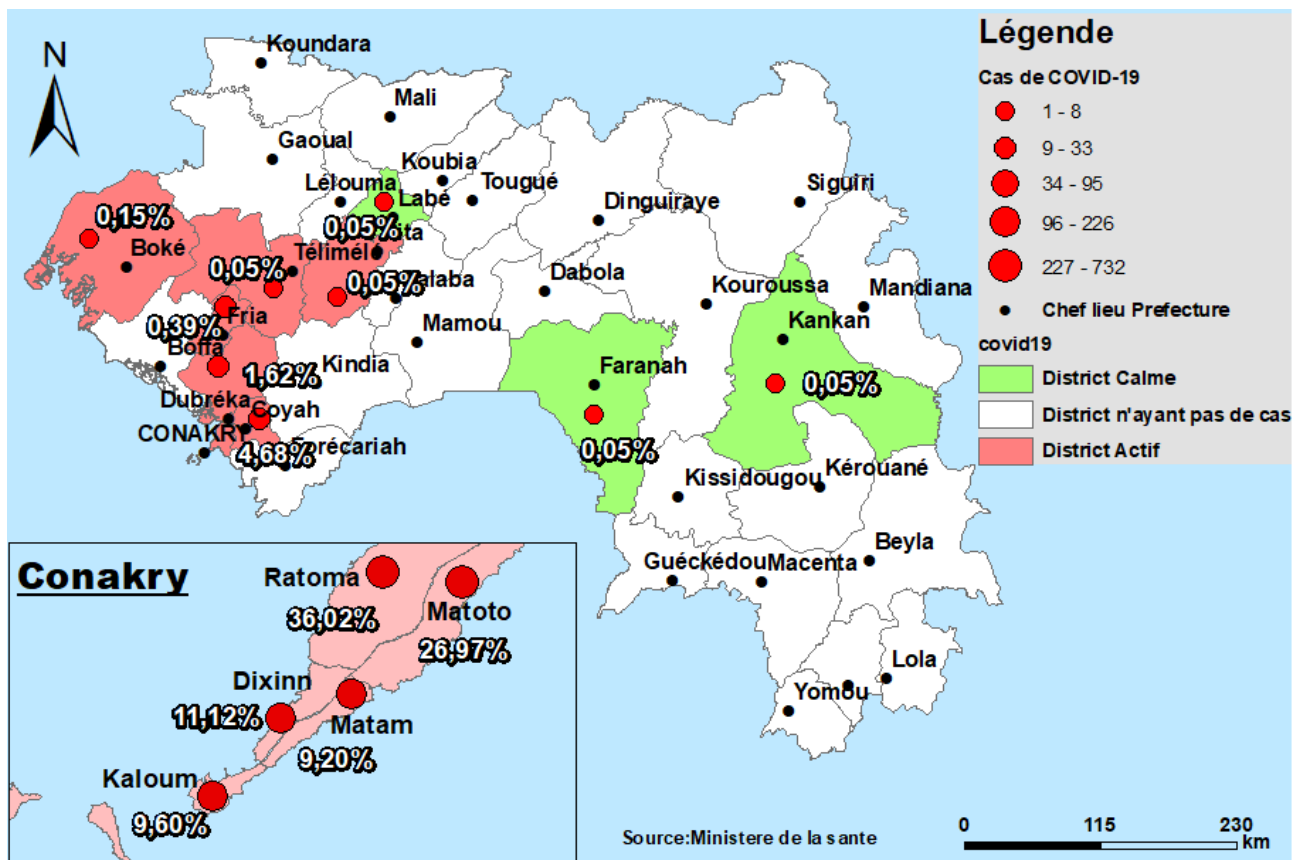 N
Koundara
Mali
Gaoual
Koubia
Lélouma
Labé
Tougué
Dinguiraye
Siguiri
0,15%
Boké
0,05%
ita
Télimélé
0,05%
0,05%
alaba
Dabola
Kouroussa
Mandiana
Fria
0,39%
Mamou
Kankan
Boffa
1,62%
Kindia
Faranah
0,05%
Dubréka
Coyah
CONAKRY
4,68%
orécariah
0,05%
Kissidougou
Kérouané
Beyla
Guéckédou
Macenta
Lola
Yomou
Légende
Cas de COVID-19
1 - 8
9 - 33
34 - 95
96 - 226
227 - 732
Chef lieu Prefecture
covid19
District Calme
District n'ayant pas de cas
District Actif
Conakry
Ratoma
36,02%
Matoto
26,97%
Dixinn
11,12%
Matam
9,20%
Kaloum
9,60%
Source:Ministere de la sante
0 115 230
km